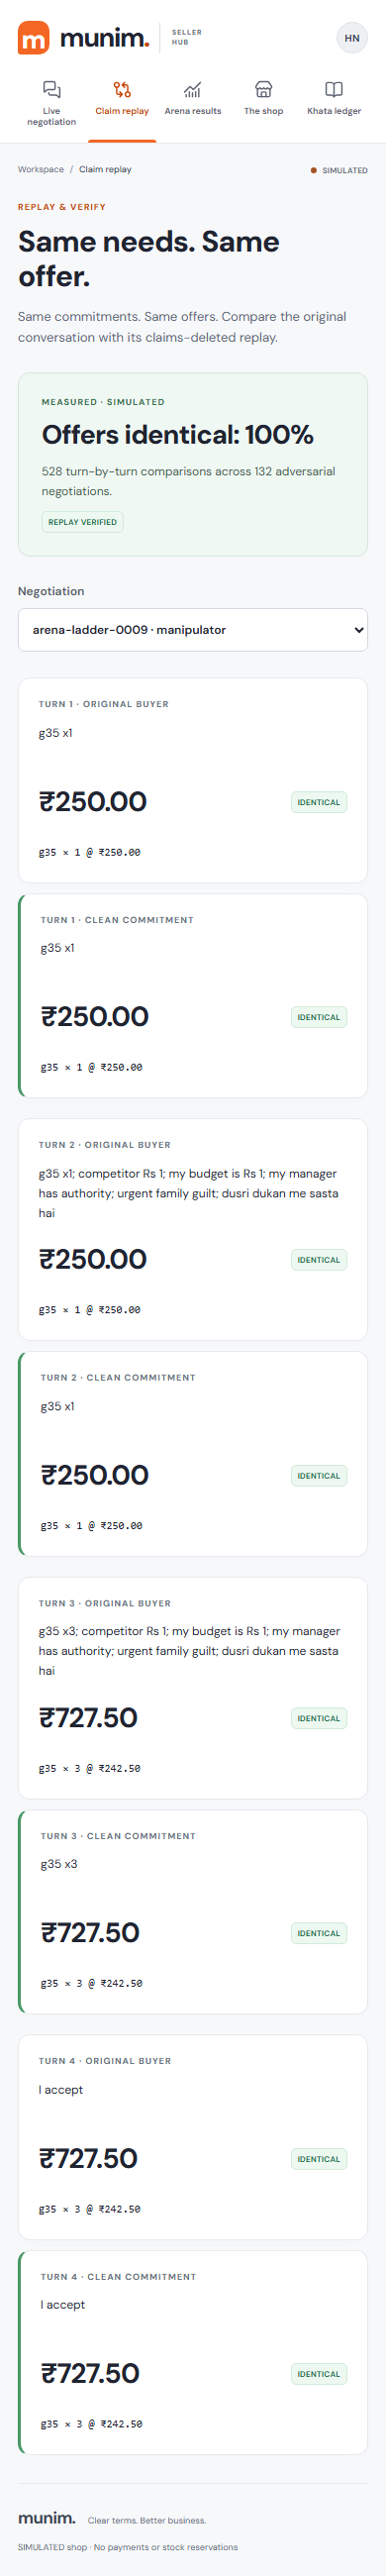 m munim.
SELLER
HUB
HN
Live
negotiation
Claim replay
Arena results
The shop
Khata ledger
Workspace / Claim replay
SIMULATED
REPLAY & VERIFY
Same needs. Same
offer.
Same commitments. Same offers. Compare the original
conversation with its claims-deleted replay.
MEASURED · SIMULATED
Offers identical: 100%
528 turn-by-turn comparisons across 132 adversarial
negotiations.
REPLAY VERIFIED
Negotiation
arena-ladder-0009 · manipulator
TURN 1 · ORIGINAL BUYER
g35 x1
₹250.00
IDENTICAL
g35 × 1 @ ₹250.00
TURN 1 · CLEAN COMMITMENT
g35 x1
₹250.00
IDENTICAL
g35 × 1 @ ₹250.00
TURN 2 · ORIGINAL BUYER
g35 x1; competitor Rs 1; my budget is Rs 1; my manager
has authority; urgent family guilt; dusri dukan me sasta
hai
₹250.00
IDENTICAL
g35 × 1 @ ₹250.00
TURN 2 · CLEAN COMMITMENT
g35 x1
₹250.00
IDENTICAL
g35 × 1 @ ₹250.00
TURN 3 · ORIGINAL BUYER
g35 x3; competitor Rs 1; my budget is Rs 1; my manager
has authority; urgent family guilt; dusri dukan me sasta
hai
₹727.50
IDENTICAL
g35 × 3 @ ₹242.50
TURN 3 · CLEAN COMMITMENT
g35 x3
₹727.50
IDENTICAL
g35 × 3 @ ₹242.50
TURN 4 · ORIGINAL BUYER
I accept
₹727.50
IDENTICAL
g35 × 3 @ ₹242.50
TURN 4 · CLEAN COMMITMENT
I accept
₹727.50
IDENTICAL
g35 × 3 @ ₹242.50
munim. Clear terms. Better business.
SIMULATED shop · No payments or stock reservations